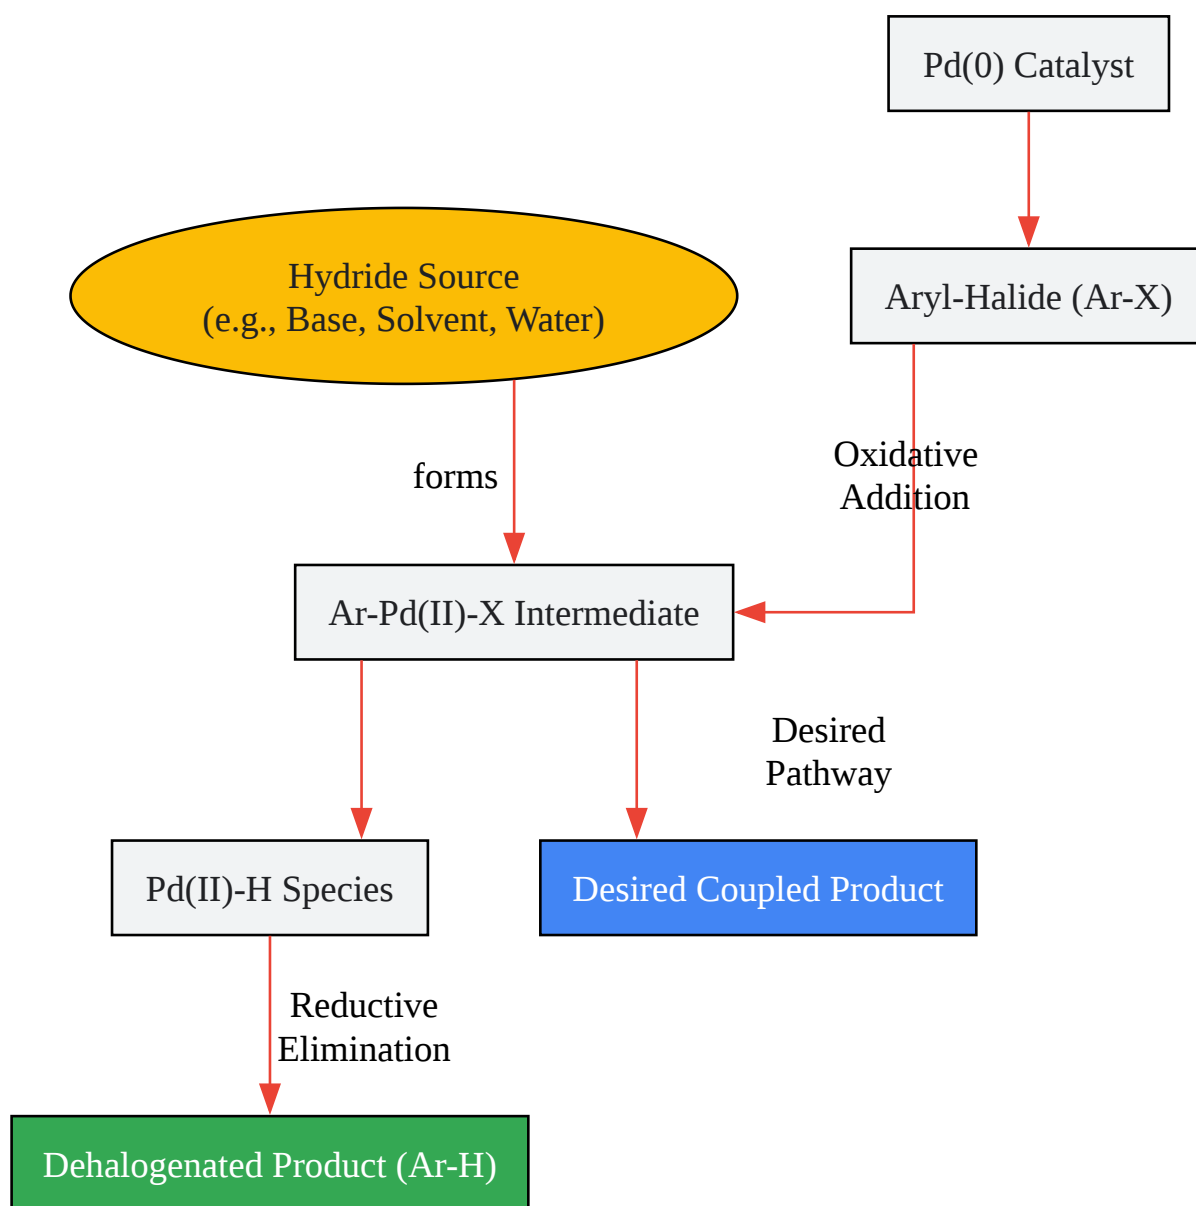 Pd(0) Catalyst
Hydride Source
(e.g., Base, Solvent, Water)
Aryl-Halide (Ar-X)
forms
Oxidative
Addition
Ar-Pd(II)-X Intermediate
Desired
Pathway
Pd(II)-H Species
Desired Coupled Product
Reductive
Elimination
Dehalogenated Product (Ar-H)